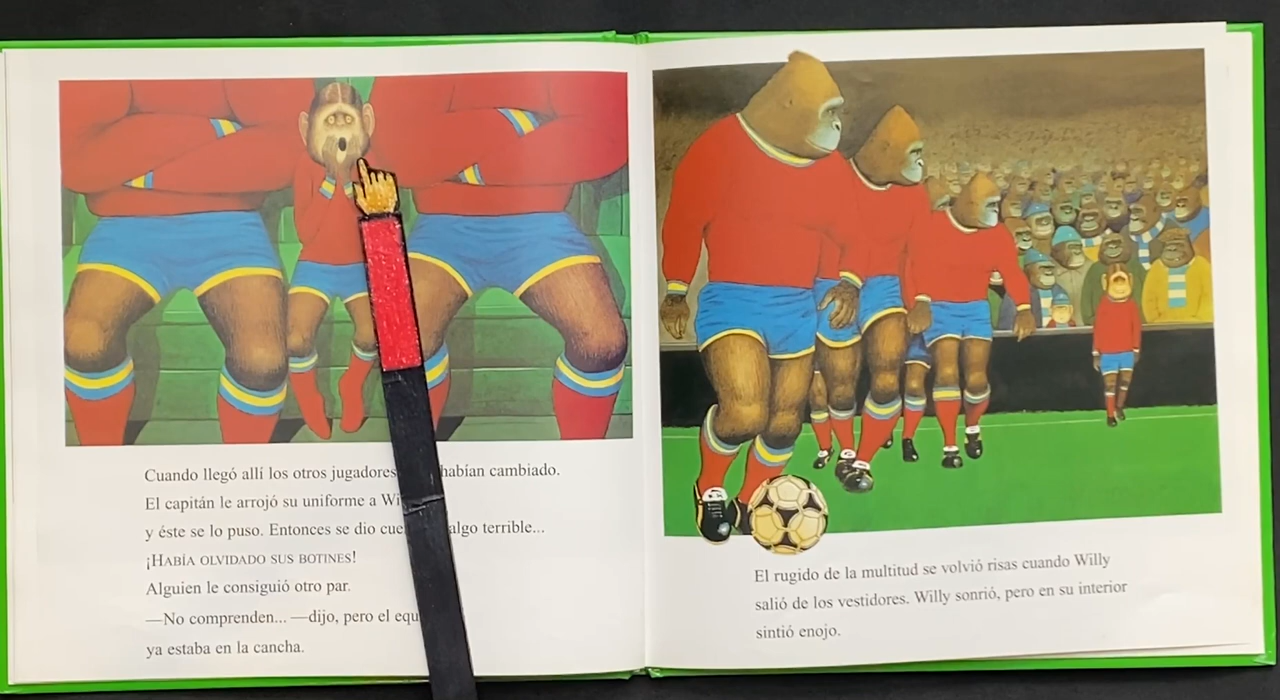 Cuando llegó allí los otros jugadores habían cambiado.
El capitán le arrojó su uniforme a Wi
y éste se lo puso. Entonces se dio cue algo terrible...
¡HABÍA OLVIDADO SUS BOTINES!
Alguien le consiguió otro par.
—No comprenden... —dijo, pero el equ
ya estaba en la cancha.
El rugido de la multitud se volvió risas cuando Willy
salió de los vestidores. Willy sonrió, pero en su interior
sintió enojo.